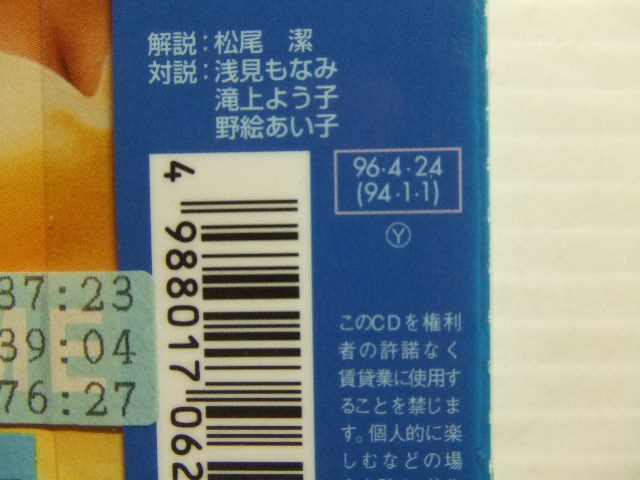 解説：松尾　潔
対説：浅見もなみ
滝上よう子
野絵あい子
96・4・24
(94・1・1)
Ⓨ
4 988017 062
37:23
39:04
76:27
このCDを権利
者の許諾なく
賃貸業に使用す
ることを禁じま
す。個人的に楽
しむなどの場